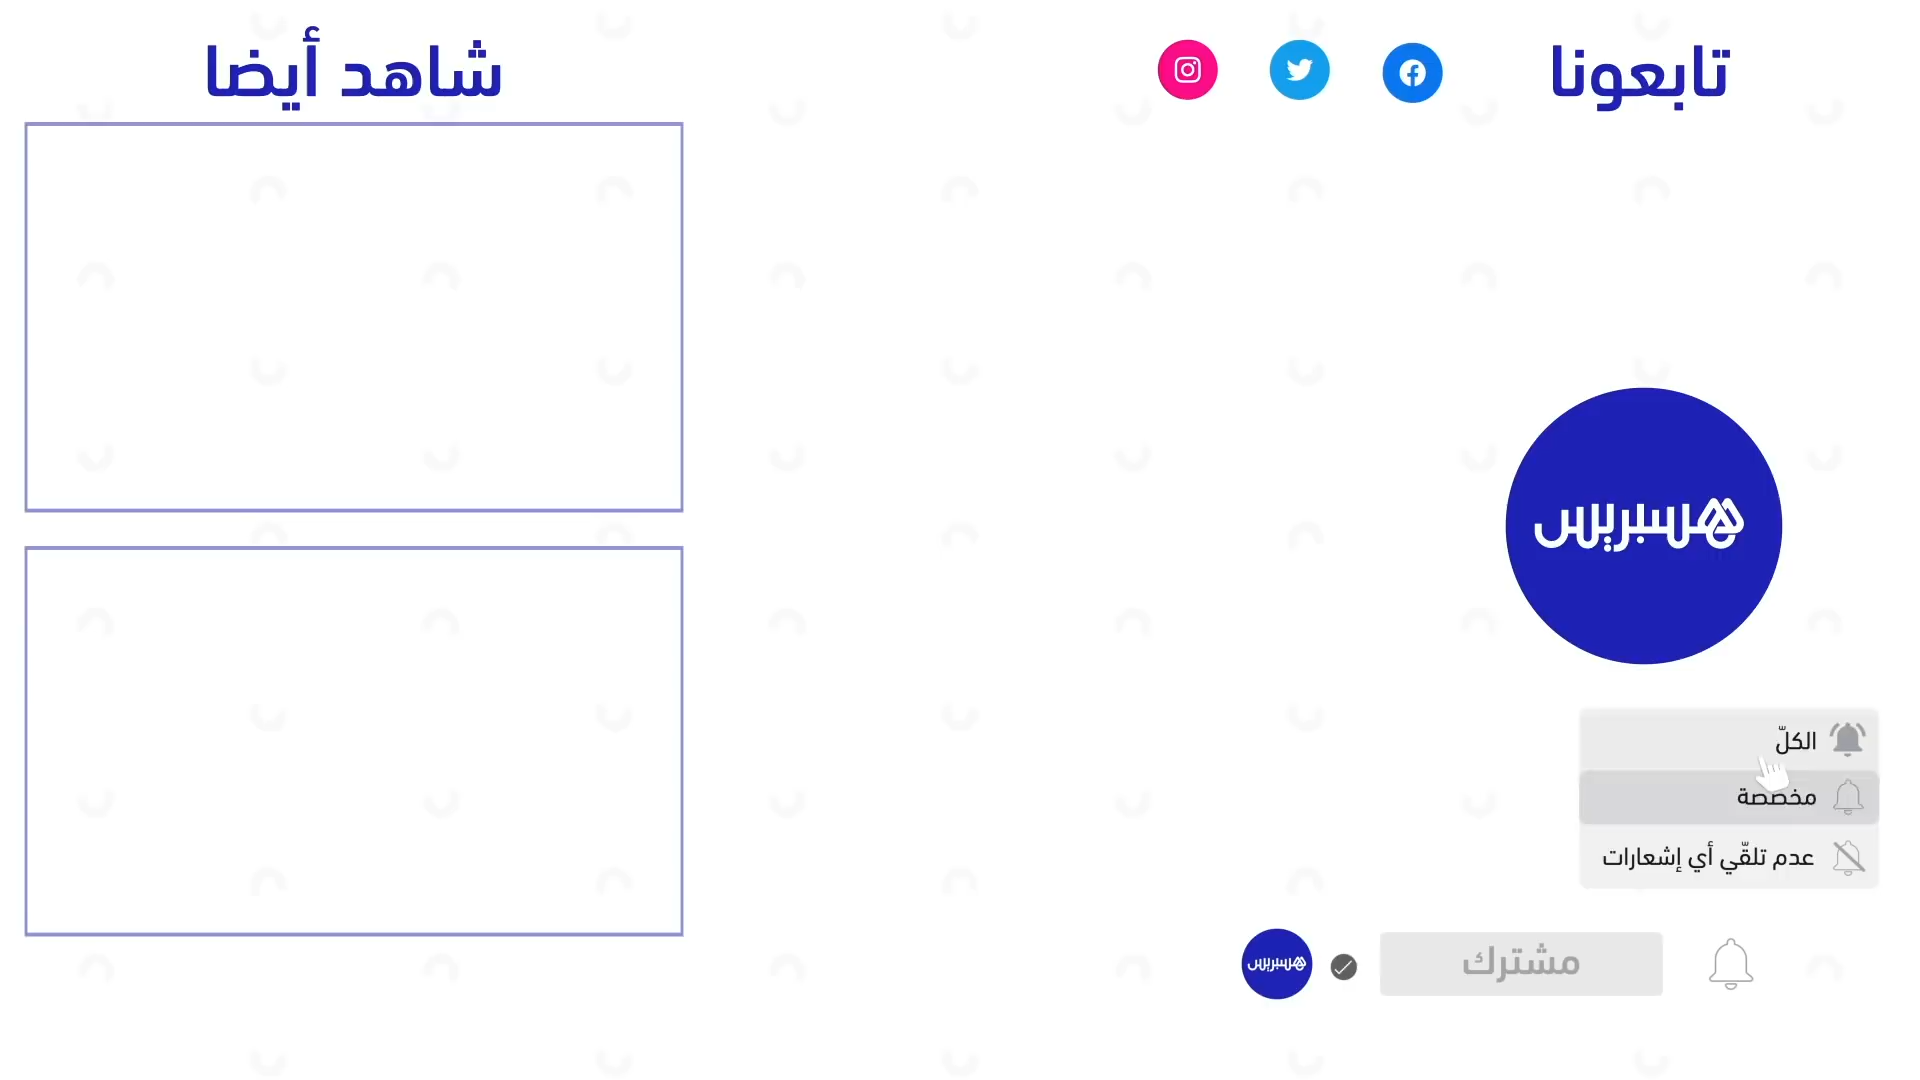 تابعونا
شاهد أيضا
هسبريس
الكلّ
مخصصة
عدم تلقّي أي إشعارات
مشترك
هسبريس